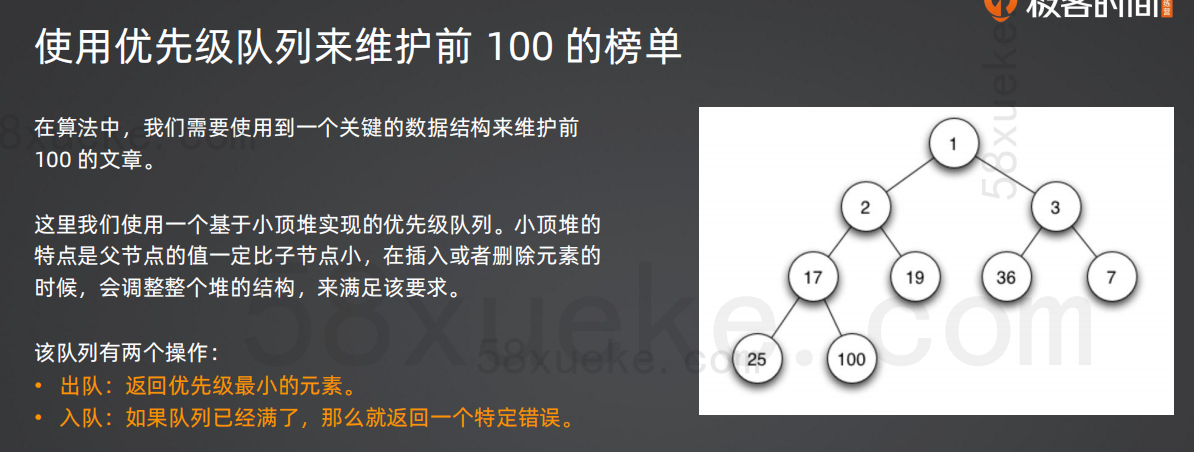 极客时间
使用优先级队列来维护前 100 的榜单
在算法中，我们需要使用到一个关键的数据结构来维护前
100 的文章。
这里我们使用一个基于小顶堆实现的优先级队列。小顶堆的
特点是父节点的值一定比子节点小，在插入或者删除元素的
时候，会调整整个堆的结构，来满足该要求。
该队列有两个操作：
• 出队：返回优先级最小的元素。
• 入队：如果队列已经满了，那么就返回一个特定错误。
1
2
3
17
19
36
7
25
100
58xueke.com
58xueke.com